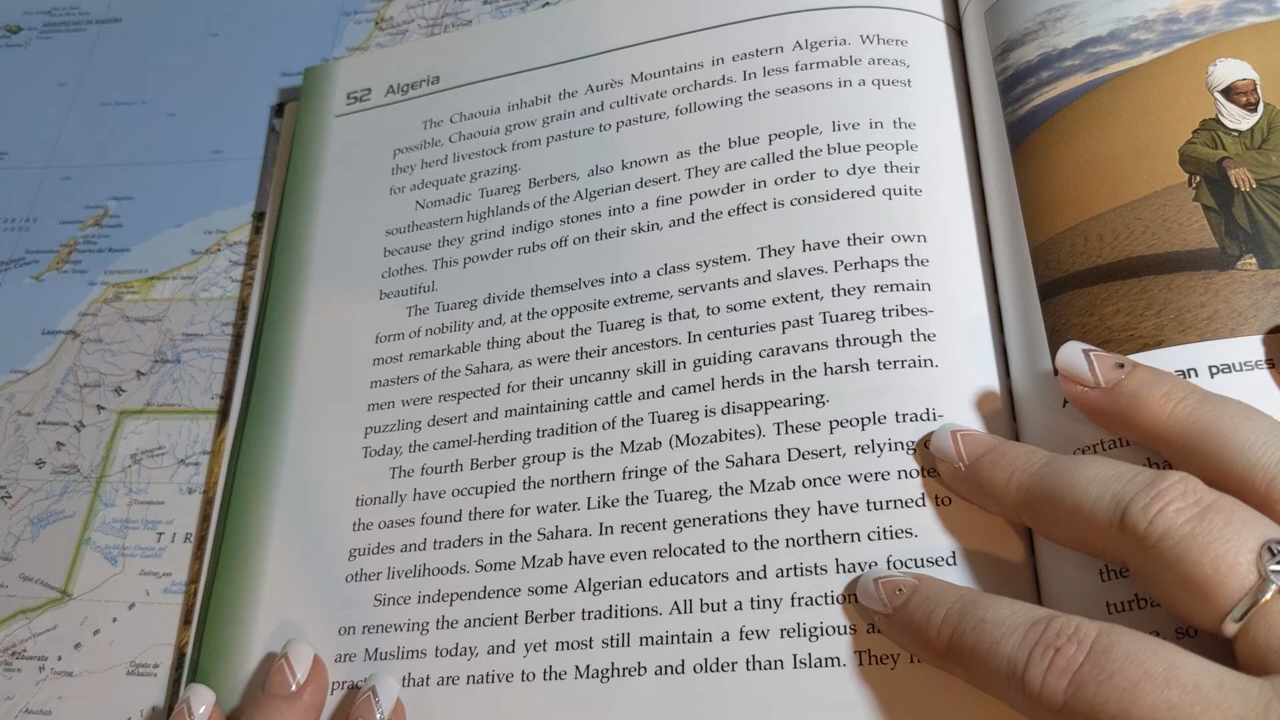 52 Algeria
The Chaouia inhabit the Aurès Mountains in eastern Algeria. Where
possible, Chaouia grow grain and cultivate orchards. In less farmable areas,
they herd livestock from pasture to pasture, following the seasons in a quest
for adequate grazing.
Nomadic Tuareg Berbers, also known as the blue people, live in the
southeastern highlands of the Algerian desert. They are called the blue people
because they grind indigo stones into a fine powder in order to dye their
clothes. This powder rubs off on their skin, and the effect is considered quite
beautiful.
The Tuareg divide themselves into a class system. They have their own
form of nobility and, at the opposite extreme, servants and slaves. Perhaps the
most remarkable thing about the Tuareg is that, to some extent, they remain
masters of the Sahara, as were their ancestors. In centuries past Tuareg tribes-
men were respected for their uncanny skill in guiding caravans through the
puzzling desert and maintaining cattle and camel herds in the harsh terrain.
Today, the camel-herding tradition of the Tuareg is disappearing.
The fourth Berber group is the Mzab (Mozabites). These people tradi-
tionally have occupied the northern fringe of the Sahara Desert, relying
the oases found there for water. Like the Tuareg, the Mzab once were note
guides and traders in the Sahara. In recent generations they have turned to
other livelihoods. Some Mzab have even relocated to the northern cities.
Since independence some Algerian educators and artists have focused
on renewing the ancient Berber traditions. All but a tiny fraction
are Muslims today, and yet most still maintain a few religious
that are native to the Maghreb and older than Islam. They
an pauses
certain
the
turba
so
SAHARA
TIR